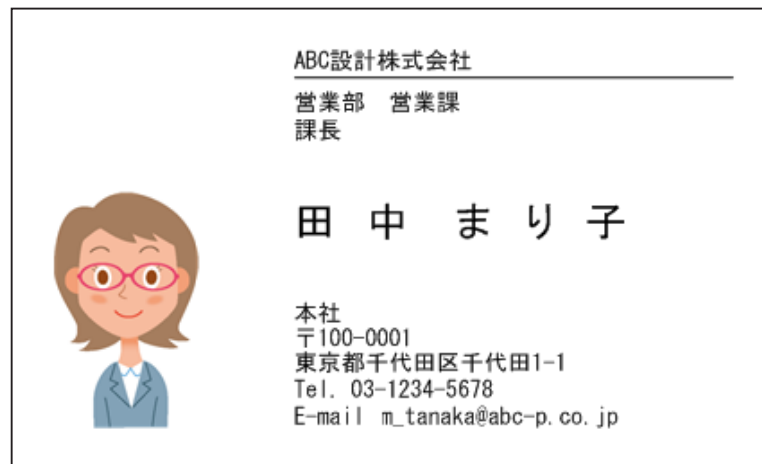 ABC設計株式会社
営業部　営業課
課長
田中 まり子
本社
〒100-0001
東京都千代田区千代田1-1
Tel. 03-1234-5678
E-mail m_tanaka@abc-p.co.jp